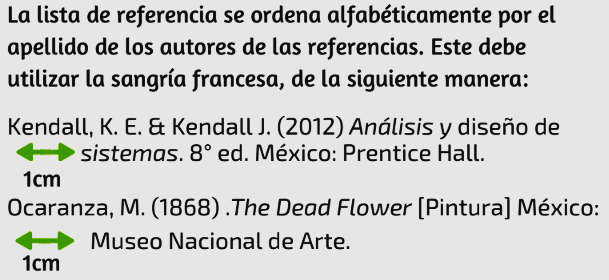 La lista de referencia se ordena alfabéticamente por el
apellido de los autores de las referencias. Este debe
utilizar la sangría francesa, de la siguiente manera:
Kendall, K. E. & Kendall J. (2012) Análisis y diseño de
sistemas. 8° ed. México: Prentice Hall.
1cm
Ocaranza, M. (1868) .The Dead Flower [Pintura] México:
Museo Nacional de Arte.
1cm